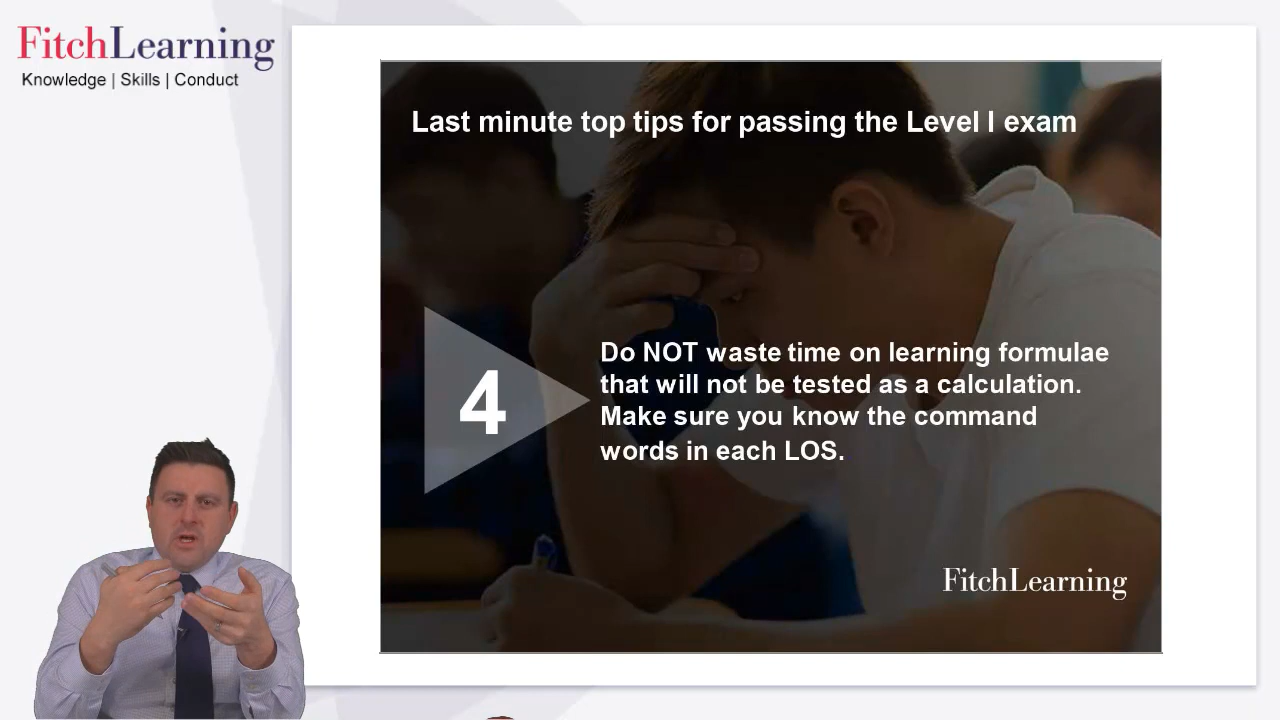 FitchLearning
Knowledge | Skills | Conduct
Last minute top tips for passing the Level I exam
4
Do NOT waste time on learning formulae
that will not be tested as a calculation.
Make sure you know the command
words in each LOS.
FitchLearning